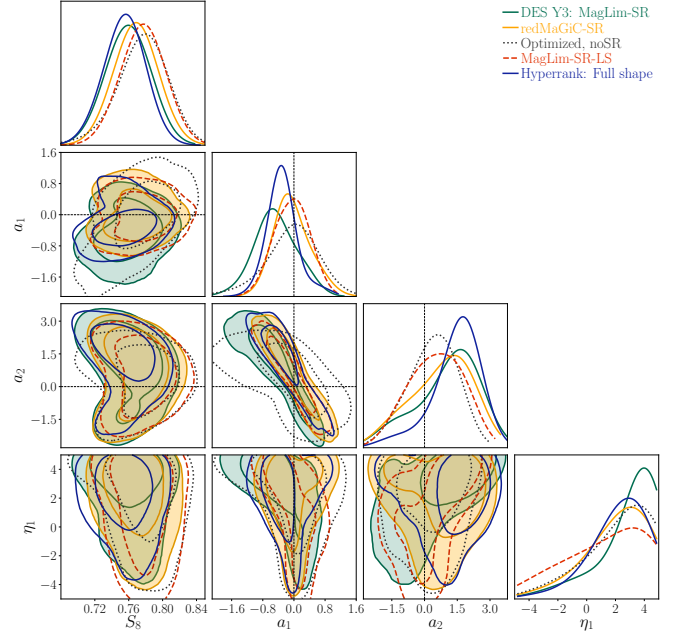 DES Y3: MagLim-SR
redMaGiC-SR
Optimized, noSR
MagLim-SR-LS
Hyperrank: Full shape
1.6
0.8
0.0
−0.8
−1.6
a₁
3.0
1.5
0.0
−1.5
a₂
4
2
0
−2
−4
η₁
0.72 0.76 0.80 0.84
−1.6 −0.8 0.0 0.8 1.6
0.0 1.5 3.0
−4 −2 0 2 4
S₈ a₁ a₂ η₁